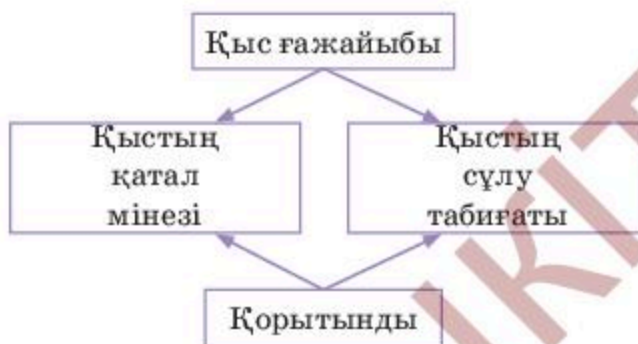 Қыс ғажайыбы
Қыстың
қатал
мінезі
Қыстың
сұлу
табиғаты
Қорытынды